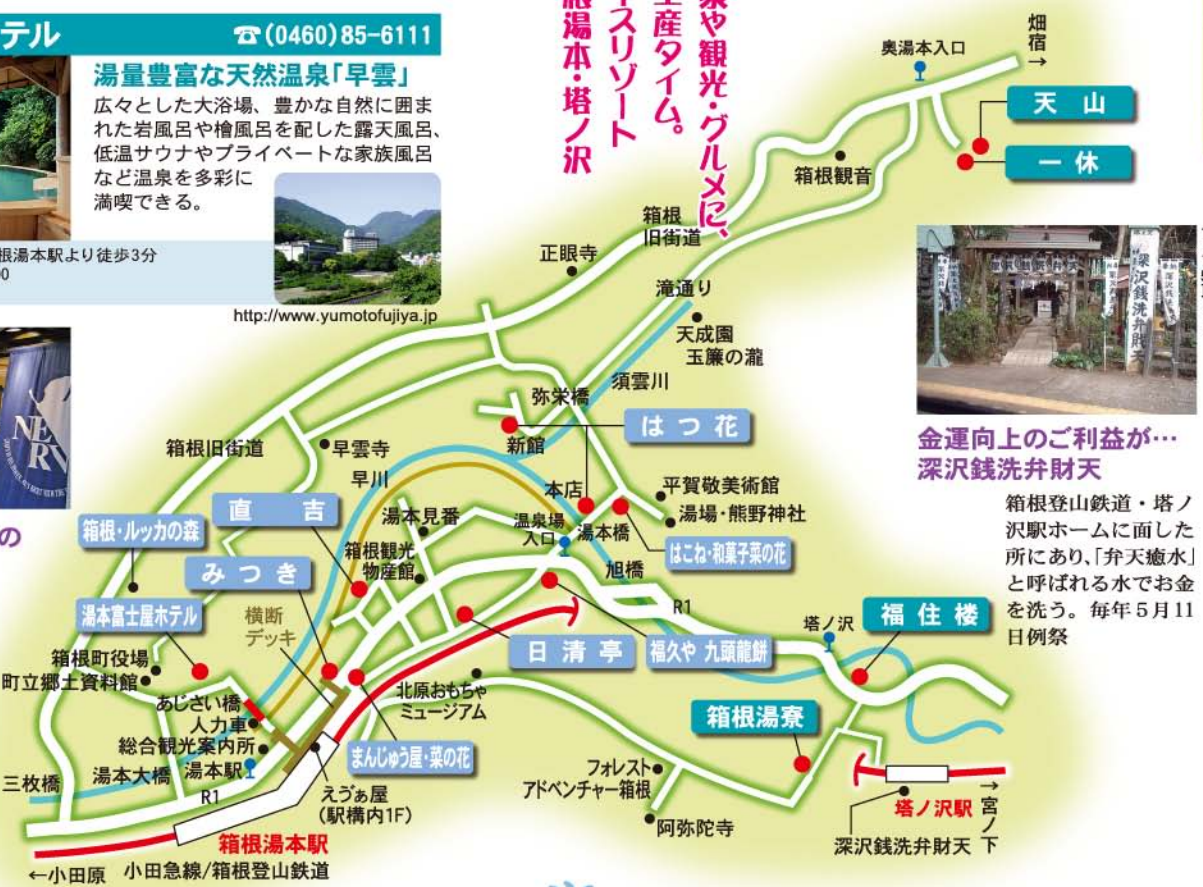 テル
☎(0460)85-6111
湯量豊富な天然温泉「早雲」
広々とした大浴場、豊かな自然に囲ま
れた岩風呂や檜風呂を配した露天風呂、
低温サウナやプライベートな家族風呂
など温泉を多彩に
満喫できる。
根湯本駅より徒歩3分
http://www.yumotofujiya.jp
泉や観光・グルメに、
産タイム。
スリゾート
湯本・塔ノ沢
畑宿→
奥湯本入口
天山
一休
箱根観音
箱根
旧街道
正眼寺
滝通り
天成園
玉簾の瀧
須雲川
弥栄橋
はつ花
新館
箱根旧街道
早雲寺
早川
本店
平賀敬美術館
湯場・熊野神社
直吉
湯本見番
温泉場
入口
湯本橋
箱根・ルッカの森
箱根観光
物産館
はこね・和菓子菜の花
みつき
旭橋
湯本富士屋ホテル
横断
デッキ
R1
塔ノ沢
福住楼
日清亭
福久や 九頭龍餅
箱根町役場
町立郷土資料館
北原おもちゃ
ミュージアム
あじさい橋
人力車
箱根湯寮
総合観光案内所
まんじゅう屋・菜の花
三枚橋
湯本大橋
湯本駅
フォレスト
アドベンチャー箱根
R1
えゔぁ屋
(駅構内1F)
→宮ノ下
塔ノ沢駅
阿弥陀寺
深沢銭洗弁財天
箱根湯本駅
←小田原
小田急線/箱根登山鉄道
深沢銭洗弁財天
金運向上のご利益が…
深沢銭洗弁財天
箱根登山鉄道・塔ノ
沢駅ホームに面した
所にあり、「弁天癒水」
と呼ばれる水でお金
を洗う。毎年5月11
日例祭
の